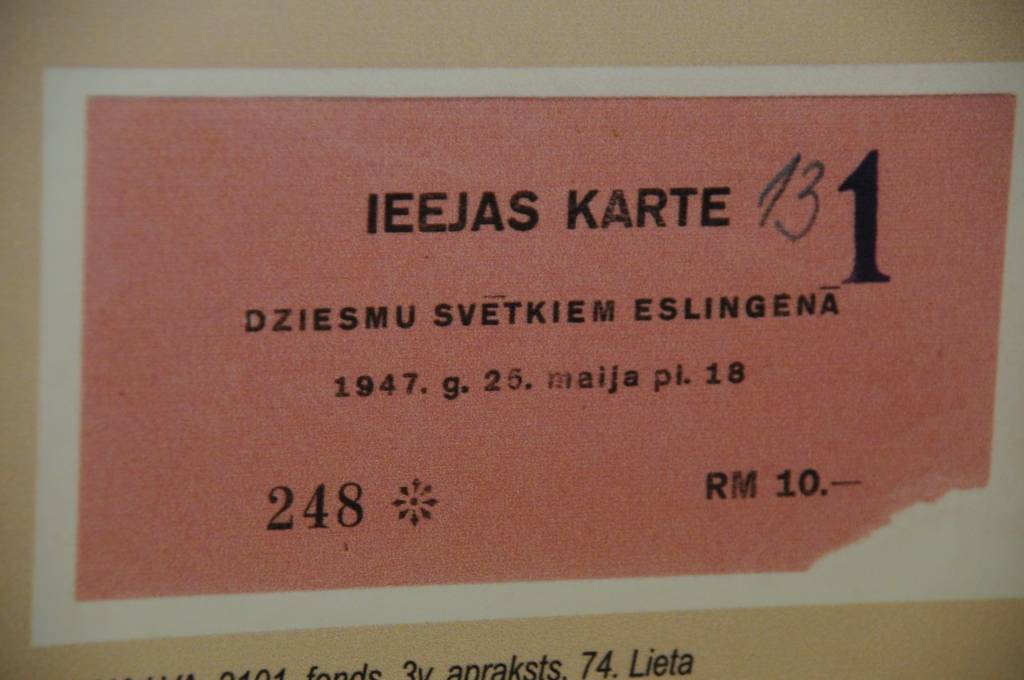 IEEJAS KARTE 13 1
DZIESMU SVĒTKIEM ESLINGENĀ
1947. g. 25. maija pl. 18
248 RM 10.—
fonds, 3v. apraksts, 74. Lieta